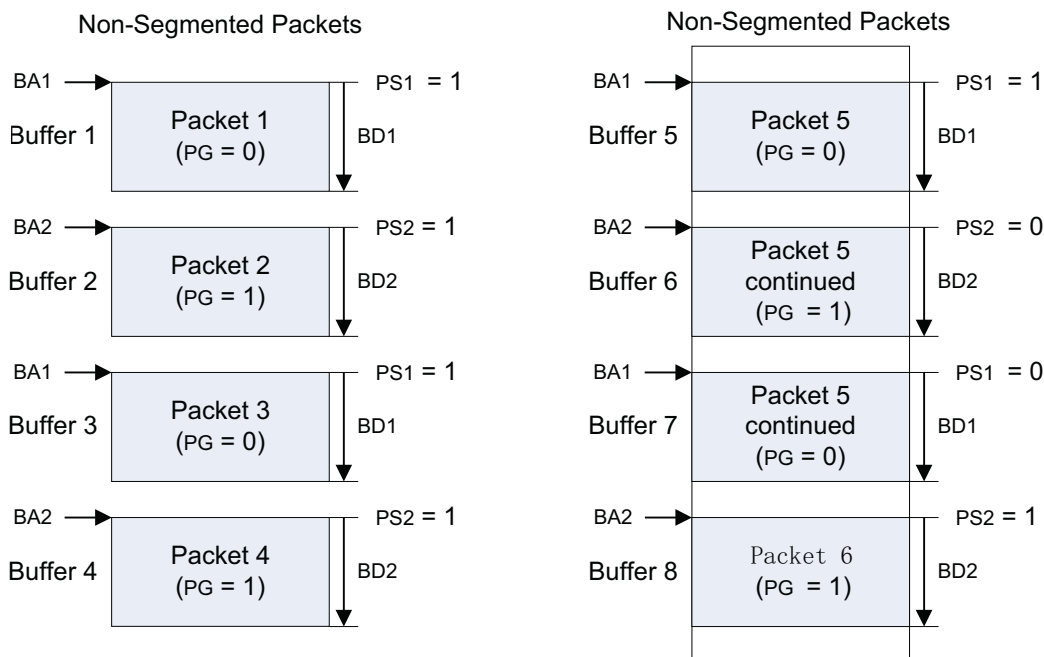 Non-Segmented Packets
BA1
PS1 = 1
Buffer 1
Packet 1
(PG = 0)
BD1
BA2
PS2 = 1
Buffer 2
Packet 2
(PG = 1)
BD2
BA1
PS1 = 1
Buffer 3
Packet 3
(PG = 0)
BD1
BA2
PS2 = 1
Buffer 4
Packet 4
(PG = 1)
BD2
Non-Segmented Packets
BA1
PS1 = 1
Buffer 5
Packet 5
(PG = 0)
BD1
BA2
PS2 = 0
Buffer 6
Packet 5
continued
(PG = 1)
BD2
BA1
PS1 = 0
Buffer 7
Packet 5
continued
(PG = 0)
BD1
BA2
PS2 = 1
Buffer 8
Packet 6
(PG = 1)
BD2